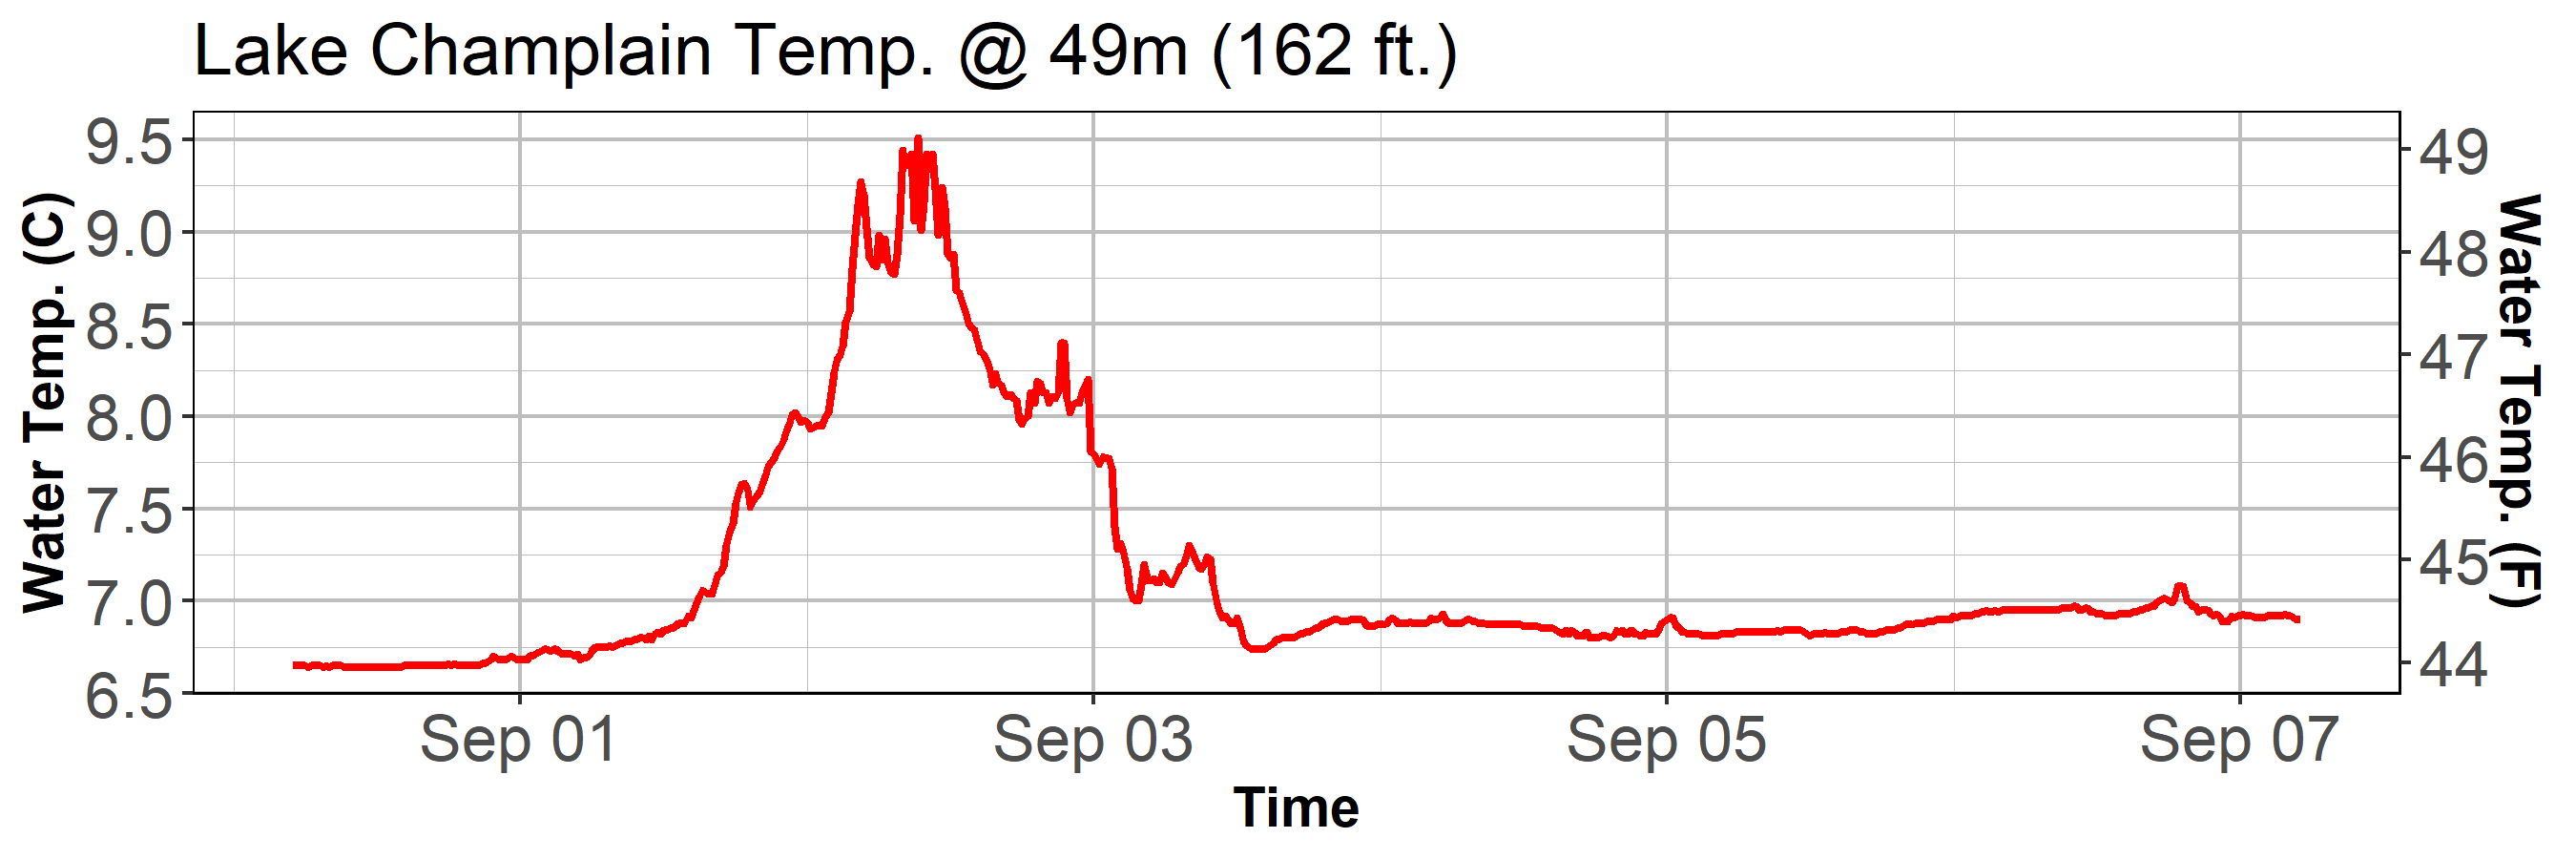 Lake Champlain Temp. @ 49m (162 ft.)
Water Temp. (C)
9.5
9.0
8.5
8.0
7.5
7.0
6.5
49
48
47
46
45
44
Water Temp. (F)
Sep 01 Sep 03 Sep 05 Sep 07
Time